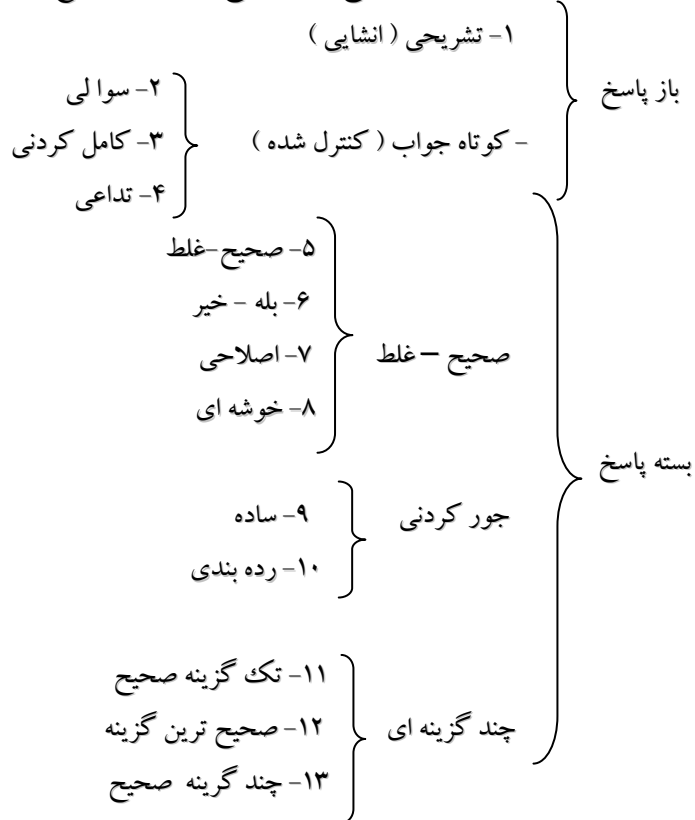 ۱- تشریحی ( انشایی )
باز پاسخ
- کوتاه جواب ( کنترل شده )
۲- سوا لی
۳- کامل کردنی
۴- تداعی
بسته پاسخ
صحیح – غلط
۵- صحیح-غلط
۶- بله - خیر
۷- اصلاحی
۸- خوشه ای
جور کردنی
۹- ساده
۱۰- رده بندی
چند گزینه ای
۱۱- تک گزینه صحیح
۱۲- صحیح ترین گزینه
۱۳- چند گرینه صحیح